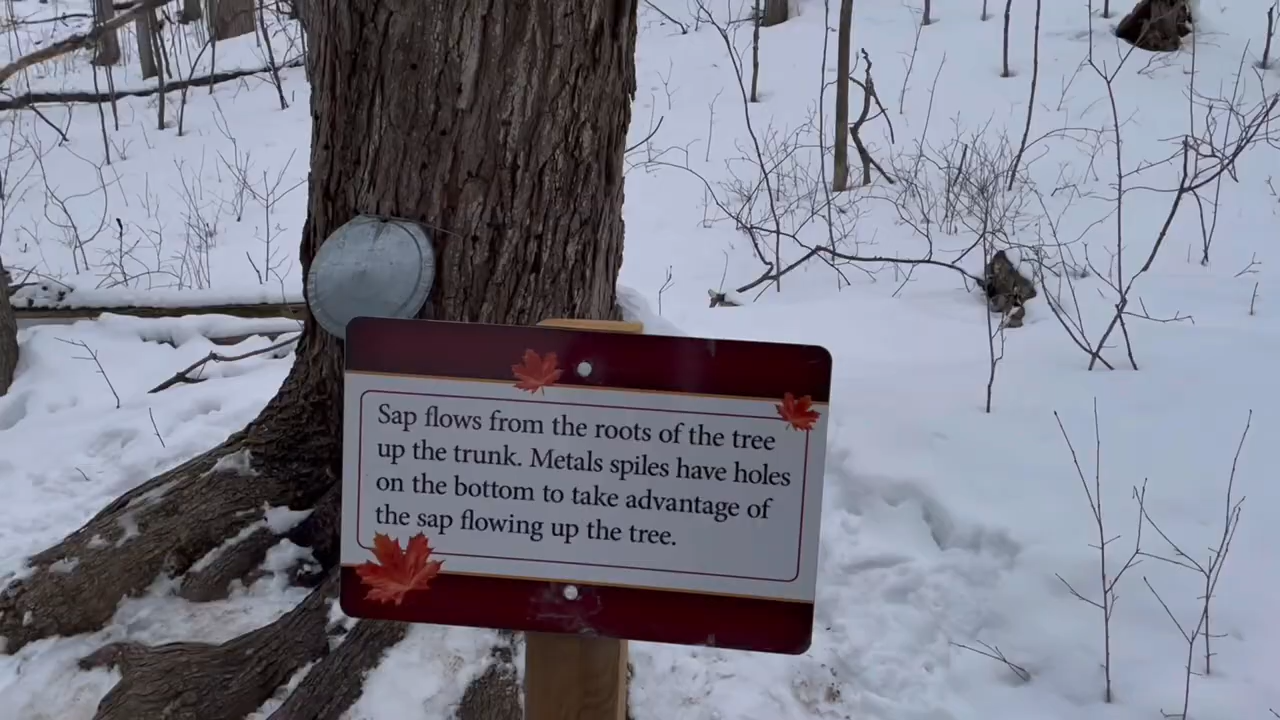 Sap flows from the roots of the tree
up the trunk. Metals spiles have holes
on the bottom to take advantage of
the sap flowing up the tree.